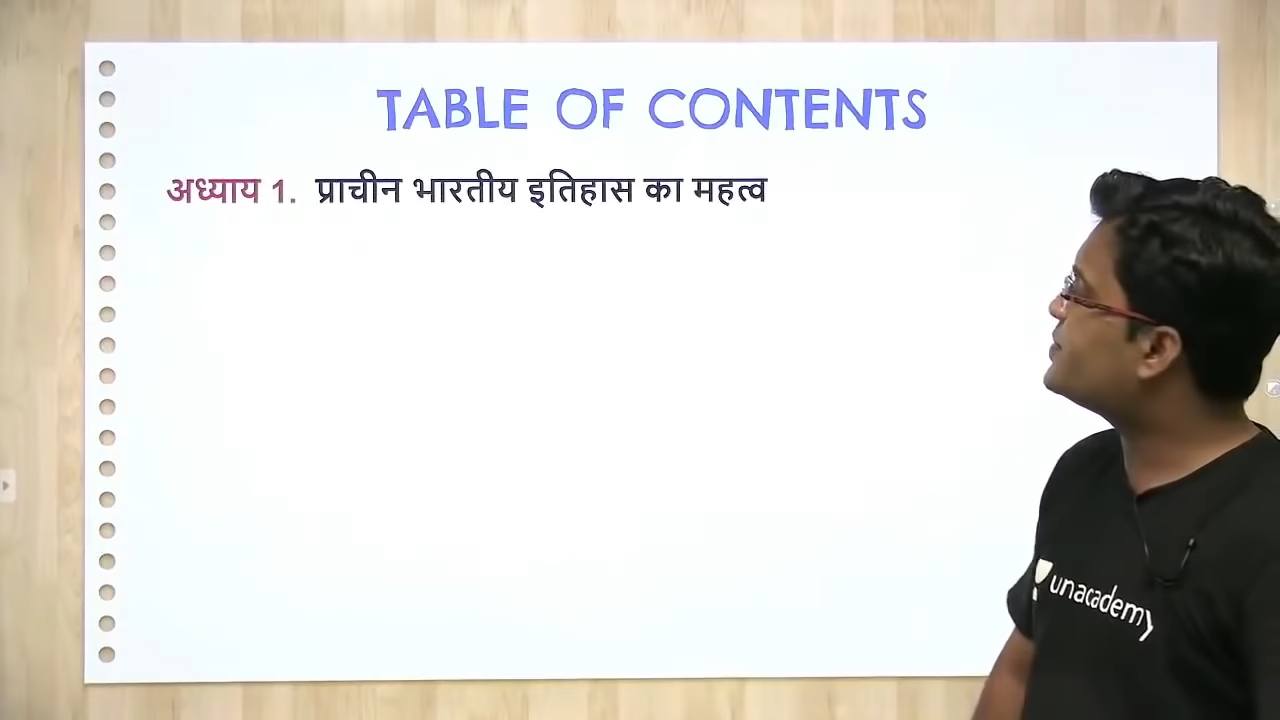 TABLE OF CONTENTS
अध्याय 1. प्राचीन भारतीय इतिहास का महत्व
unacademy